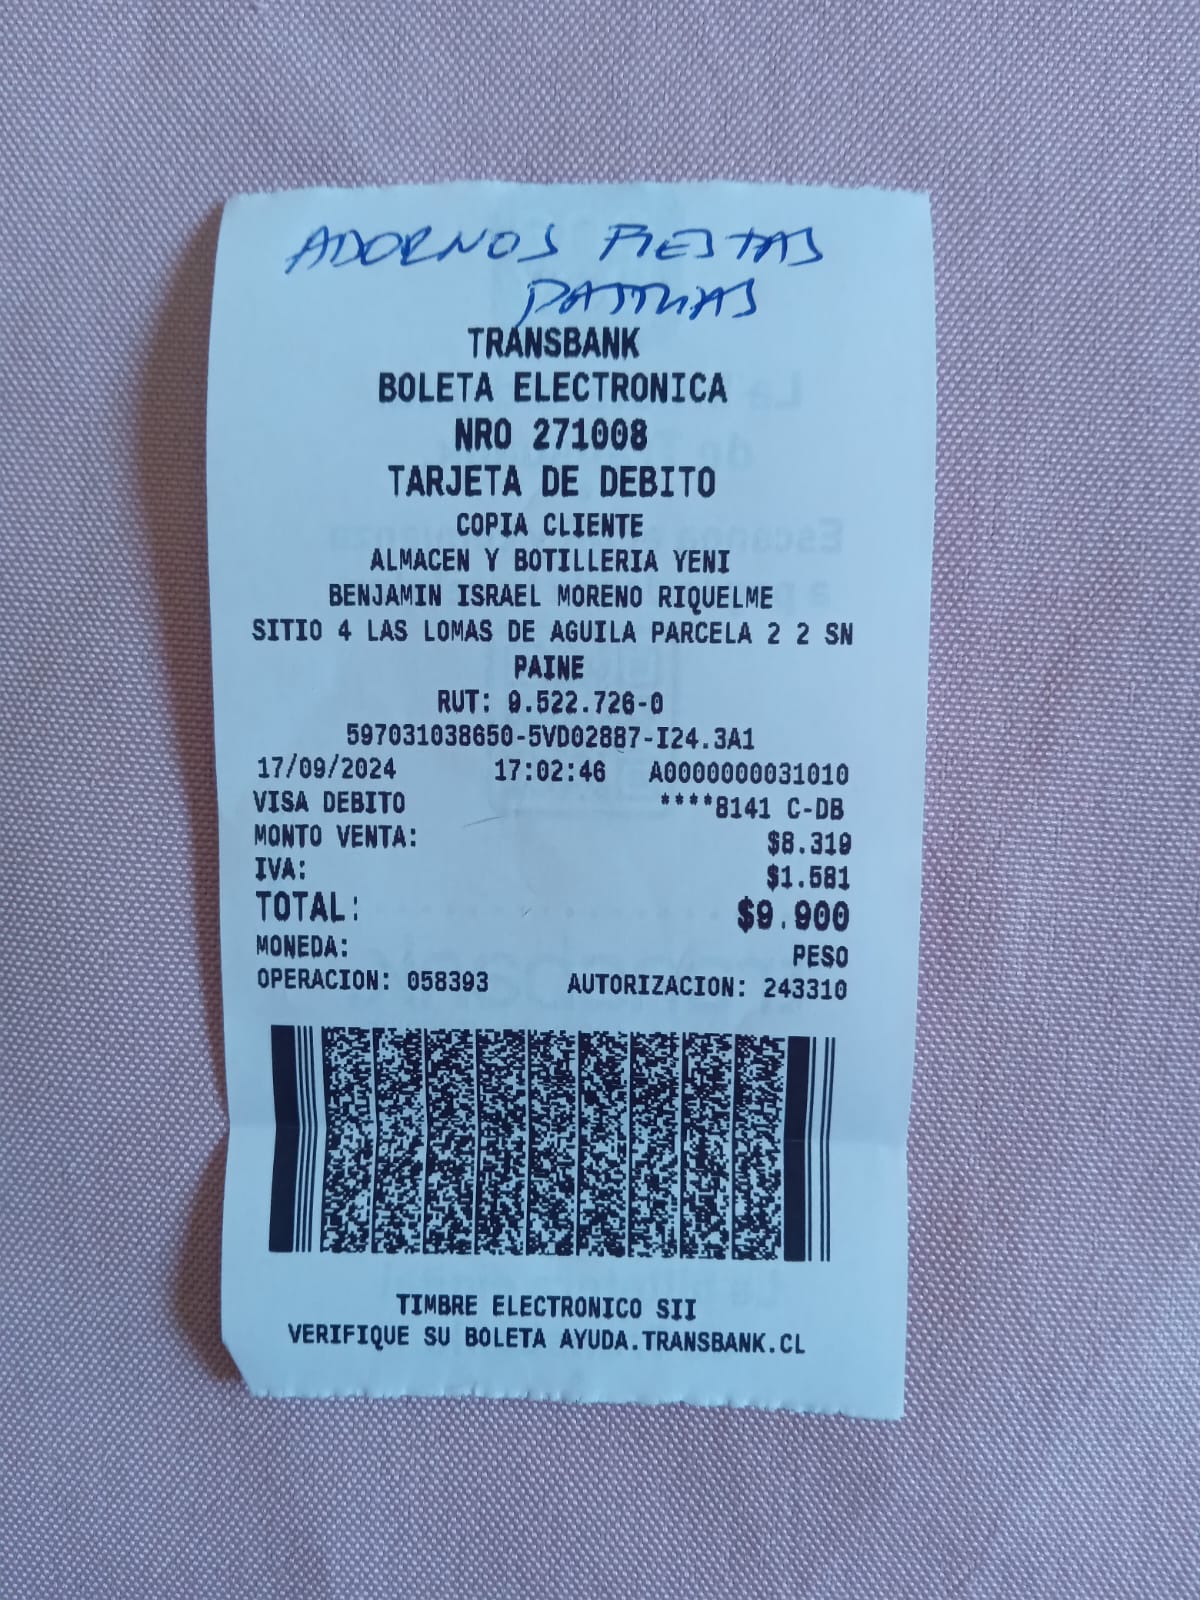 ADORNOS FIESTAS
PATRIAS
TRANSBANK
BOLETA ELECTRONICA
NRO 271008
TARJETA DE DEBITO
COPIA CLIENTE
ALMACEN Y BOTILLERIA YENI
BENJAMIN ISRAEL MORENO RIQUELME
SITIO 4 LAS LOMAS DE AGUILA PARCELA 2 2 SN
PAINE
RUT: 9.522.726-0
597031038650-5VD02887-I24.3A1
17/09/2024 17:02:46 A0000000031010
VISA DEBITO ****8141 C-DB
MONTO VENTA: $8.319
IVA: $1.581
TOTAL: $9.900
MONEDA: PESO
OPERACION: 058393 AUTORIZACION: 243310
TIMBRE ELECTRONICO SII
VERIFIQUE SU BOLETA AYUDA.TRANSBANK.CL